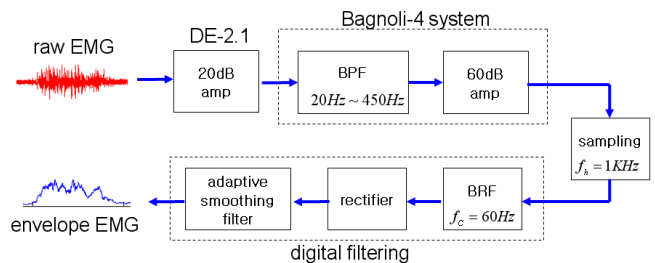 Bagnoli-4 system
DE-2.1
raw EMG
20dB
amp
BPF
20Hz ~ 450Hz
60dB
amp
sampling
f_h = 1KHz
BRF
f_C = 60Hz
rectifier
adaptive
smoothing
filter
envelope EMG
digital filtering